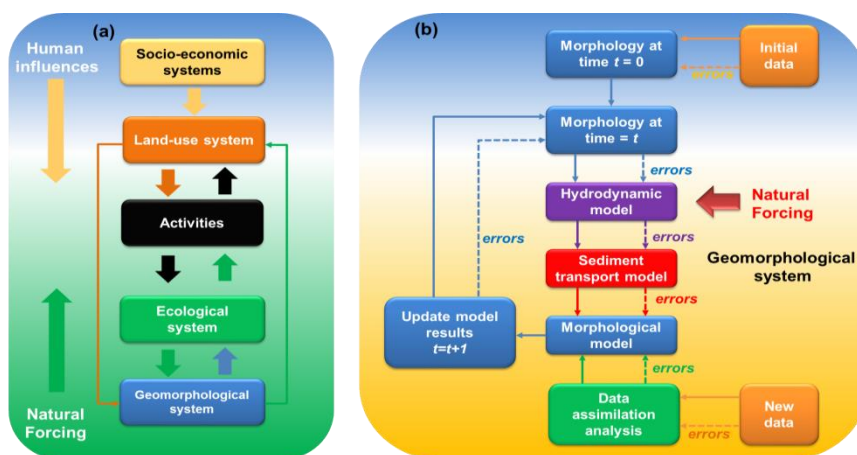 (a)
Human
influences
Socio-economic
systems
Land-use system
Activities
Ecological
system
Geomorphological
system
Natural
Forcing
(b)
Morphology at
time t = 0
Initial
data
errors
Morphology at
time = t
errors
Hydrodynamic
model
Natural
Forcing
errors
errors
Sediment
transport model
Geomorphological
system
errors
Update model
results
t=t+1
Morphological
model
errors
Data
assimilation
analysis
New
data
errors